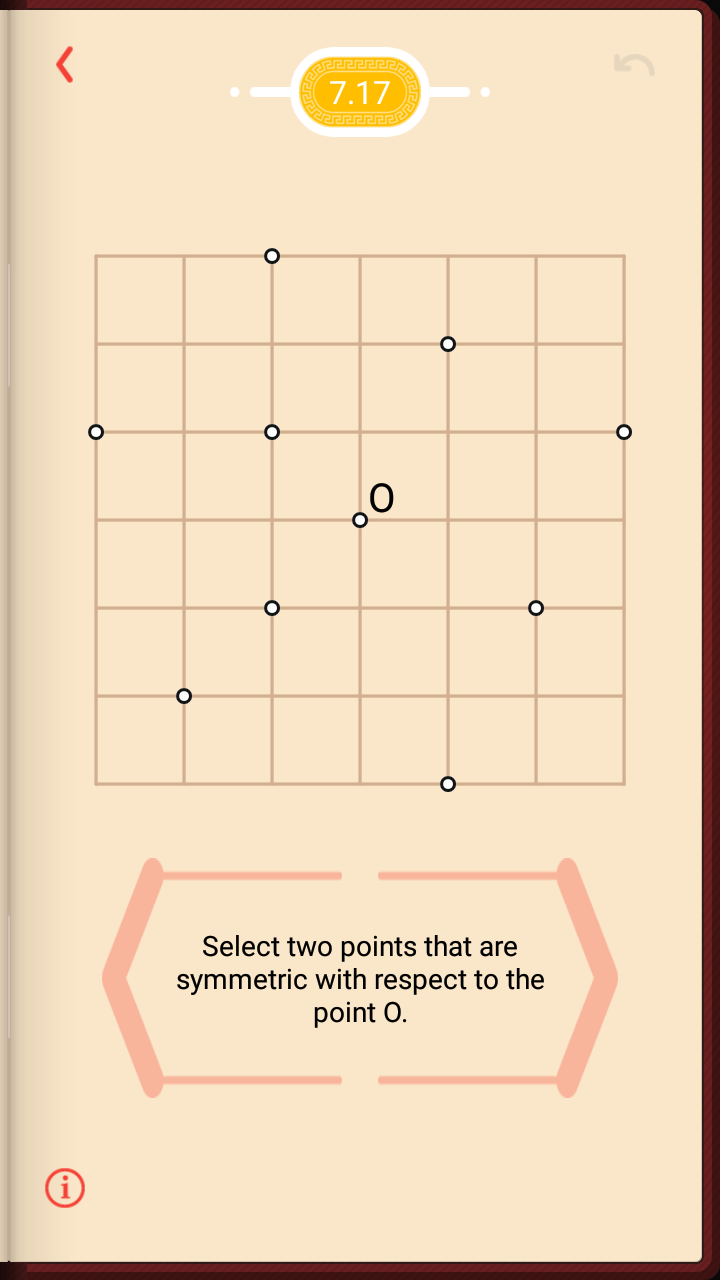 7.17
O
Select two points that are
symmetric with respect to the
point O.
i